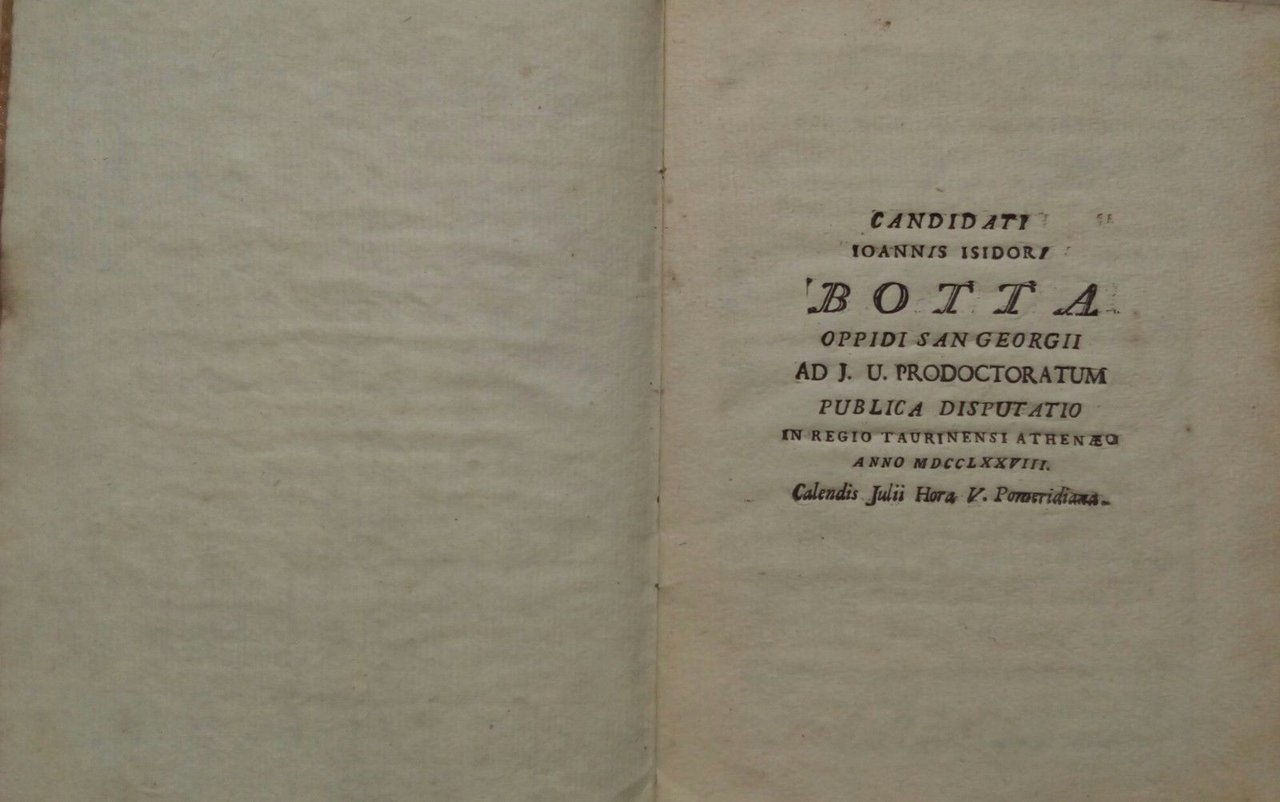 CANDIDATI
IOANNIS ISIDORI
BOTTA
OPPIDI SAN GEORGII
AD J. U. PRODOCTORATUM
PUBLICA DISPUTATIO
IN REGIO TAURINENSI ATHENÆO
ANNO MDCCLXXVIII.
Calendis Julii Hora V. Pomeridiana.